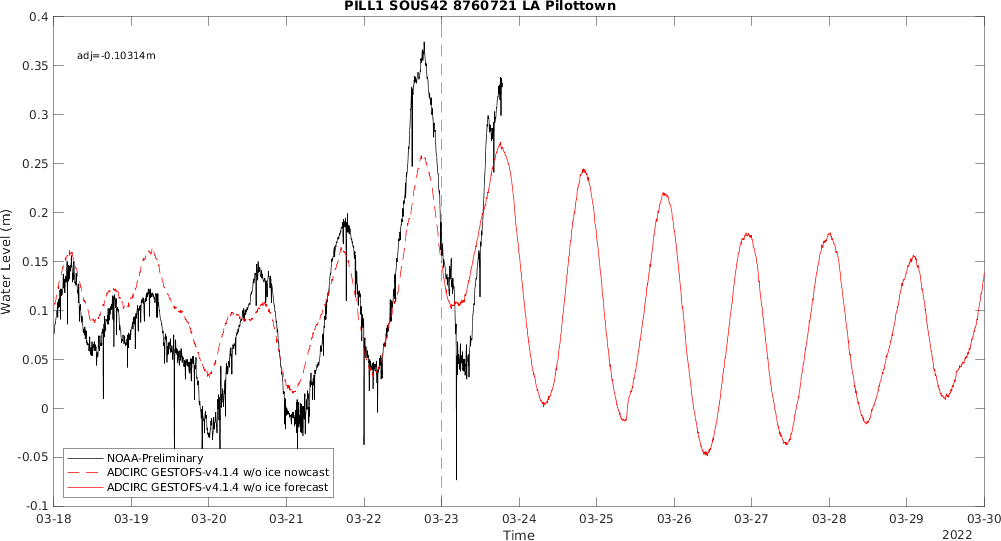 PILL1 SOUS42 8760721 LA Pilottown
0.4
adj=-0.10314m
0.35
0.3
0.25
0.2
0.15
0.1
0.05
0
-0.05
-0.1
Water Level (m)
NOAA-Preliminary
ADCIRC GESTOFS-v4.1.4 w/o ice nowcast
ADCIRC GESTOFS-v4.1.4 w/o ice forecast
03-18 03-19 03-20 03-21 03-22 03-23 03-24 03-25 03-26 03-27 03-28 03-29 03-30
Time
2022